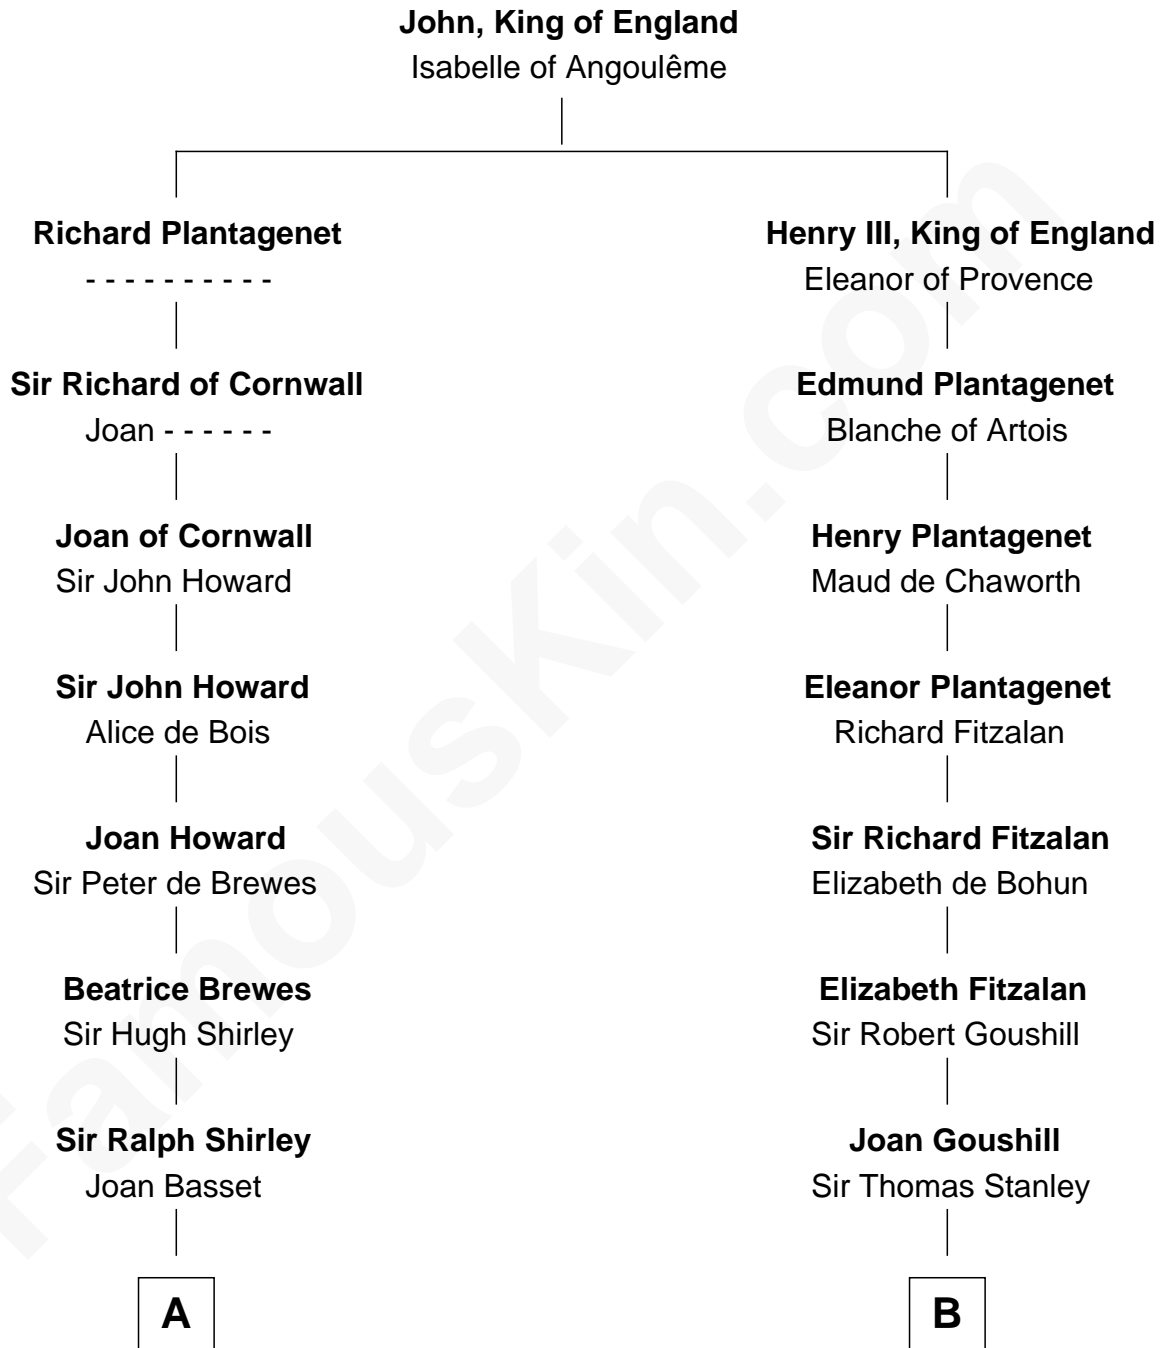 John, King of England
Isabelle of Angoulême
Richard Plantagenet
- - - - - - - - - -
Sir Richard of Cornwall
Joan - - - - - -
Joan of Cornwall
Sir John Howard
Sir John Howard
Alice de Bois
Joan Howard
Sir Peter de Brewes
Beatrice Brewes
Sir Hugh Shirley
Sir Ralph Shirley
Joan Basset
A
Henry III, King of England
Eleanor of Provence
Edmund Plantagenet
Blanche of Artois
Henry Plantagenet
Maud de Chaworth
Eleanor Plantagenet
Richard Fitzalan
Sir Richard Fitzalan
Elizabeth de Bohun
Elizabeth Fitzalan
Sir Robert Goushill
Joan Goushill
Sir Thomas Stanley
B
FamousKin.com